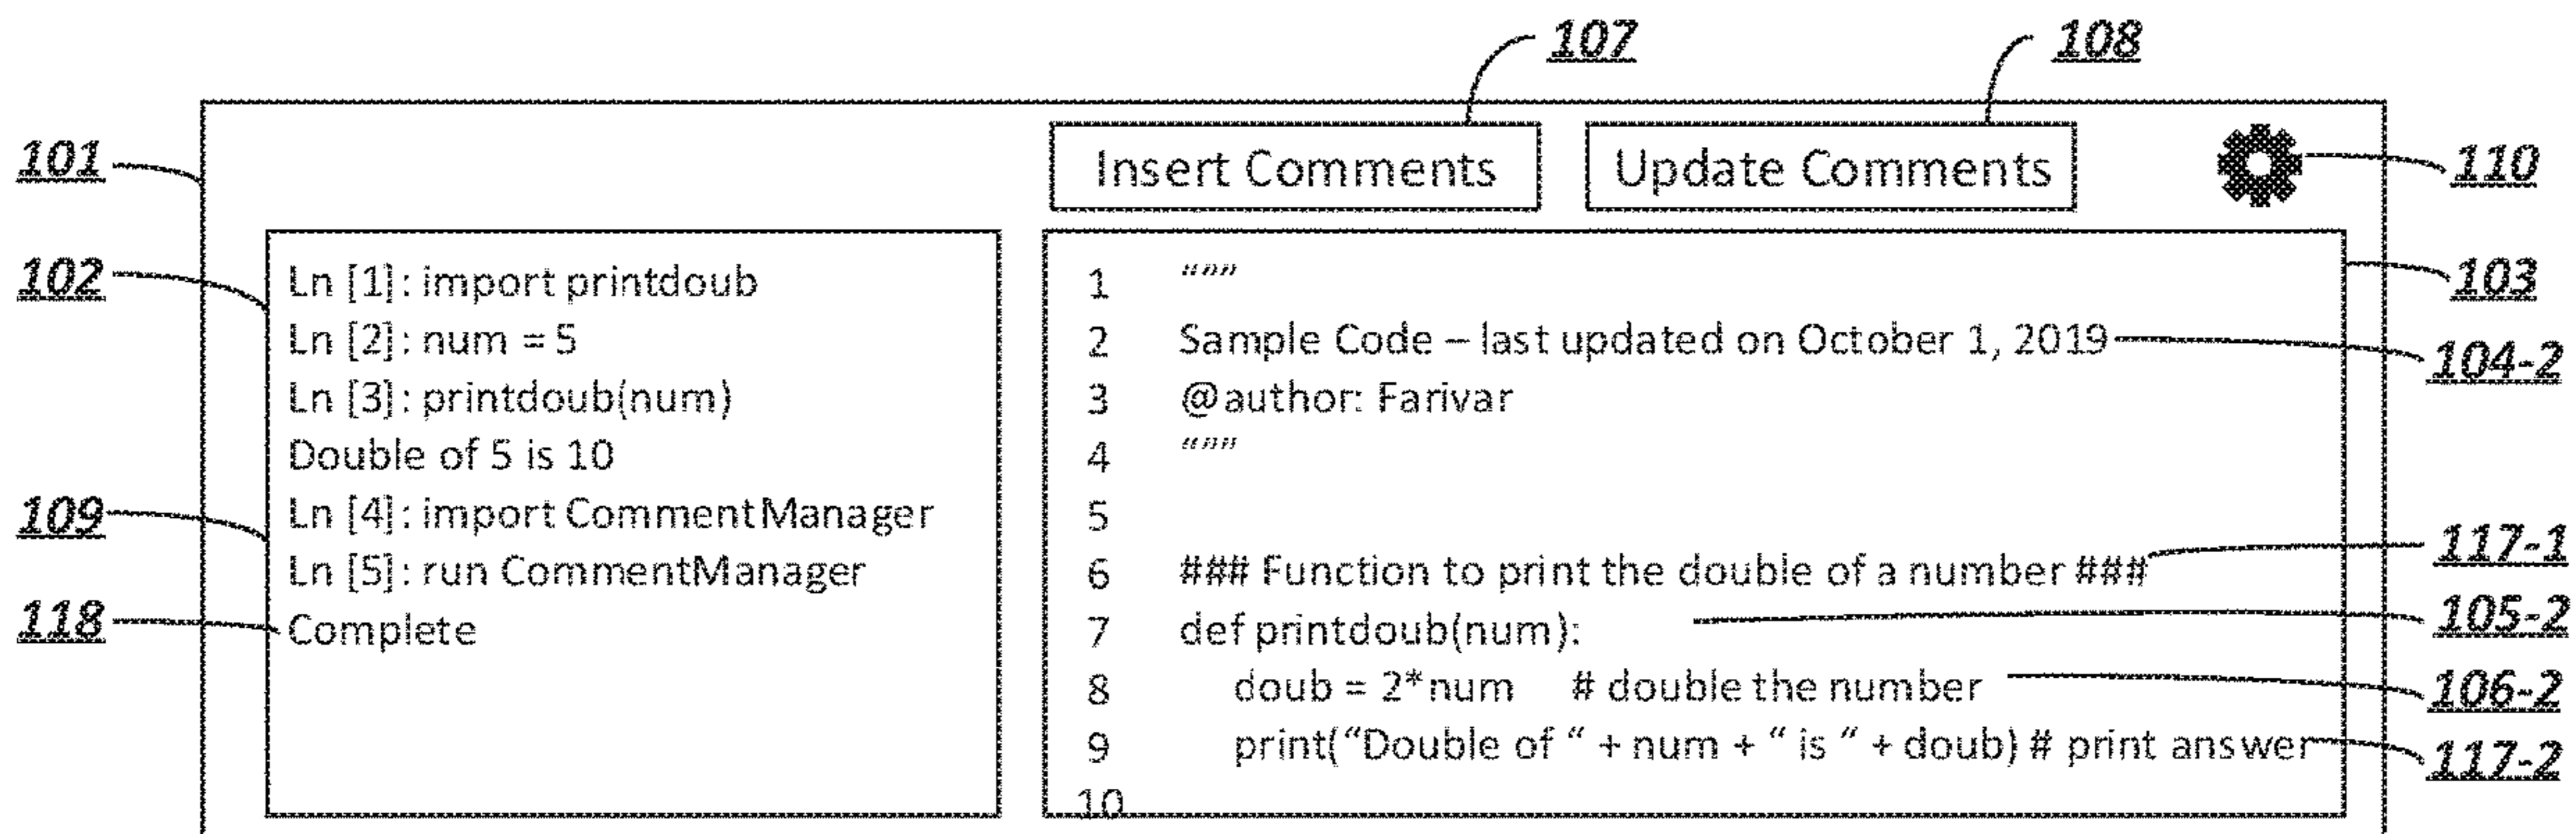 107 108
101 Insert Comments Update Comments 110
102 103
Ln [1]: import printdoub
Ln [2]: num = 5
Ln [3]: printdoub(num)
Double of 5 is 10
109 Ln [4]: import CommentManager
Ln [5]: run CommentManager
118 Complete
1 “””
2 Sample Code – last updated on October 1, 2019 104-2
3 @author: Farivar
4 “””
5
6 ### Function to print the double of a number ### 117-1
7 def printdoub(num): 105-2
8 doub = 2*num # double the number 106-2
9 print(“Double of “ + num + “ is “ + doub) # print answer 117-2
10